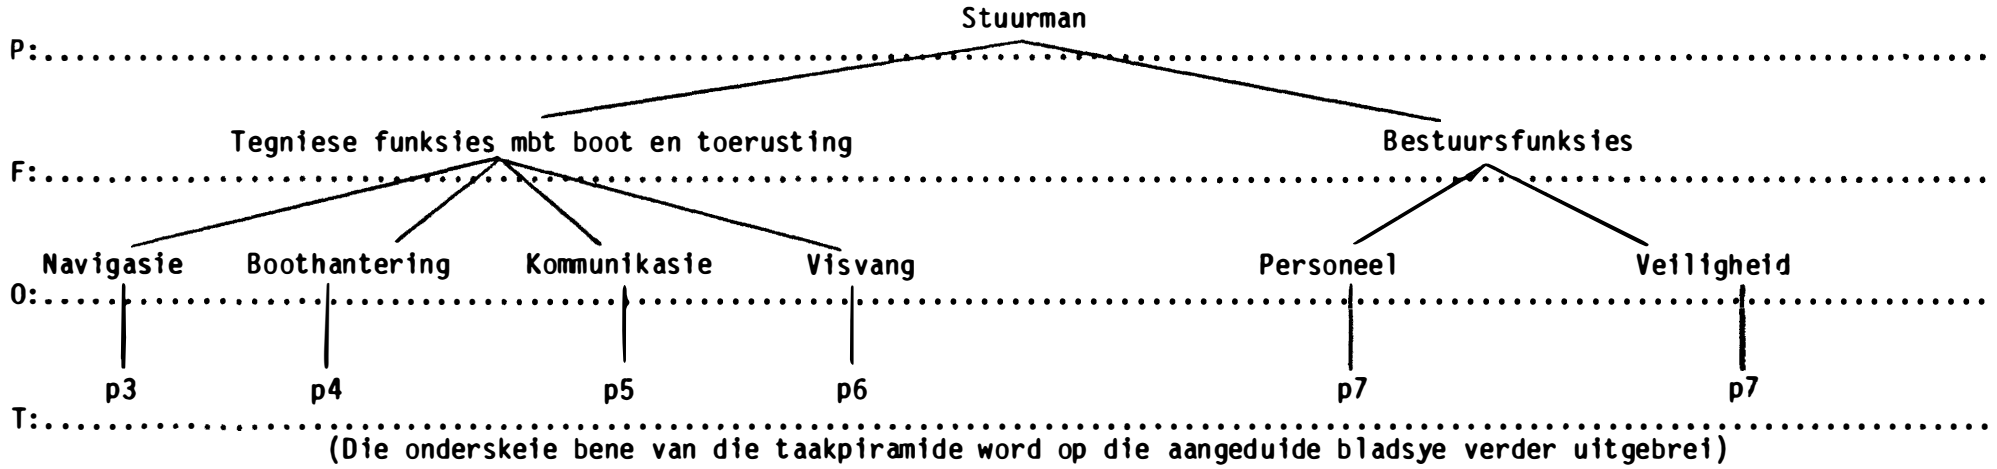 Stuurman
P:
Tegniese funksies mbt boot en toerusting Bestuursfunksies
F:
Navigasie Boothantering Kommunikasie Visvang Personeel Veiligheid
O:
p3 p4 p5 p6 p7 p7
T:
(Die onderskeie bene van die taakpiramide word op die aangeduide bladsye verder uitgebrei)